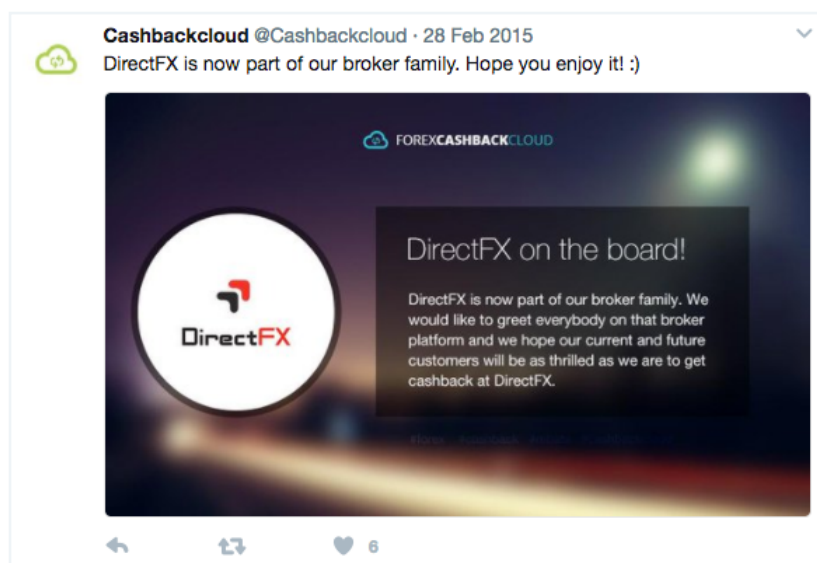 Cashbackcloud @Cashbackcloud · 28 Feb 2015
DirectFX is now part of our broker family. Hope you enjoy it! :)
FOREXCASHBACKCLOUD
DirectFX
DirectFX on the board!
DirectFX is now part of our broker family. We
would like to greet everybody on that broker
platform and we hope our current and future
customers will be as thrilled as we are to get
cashback at DirectFX.
6